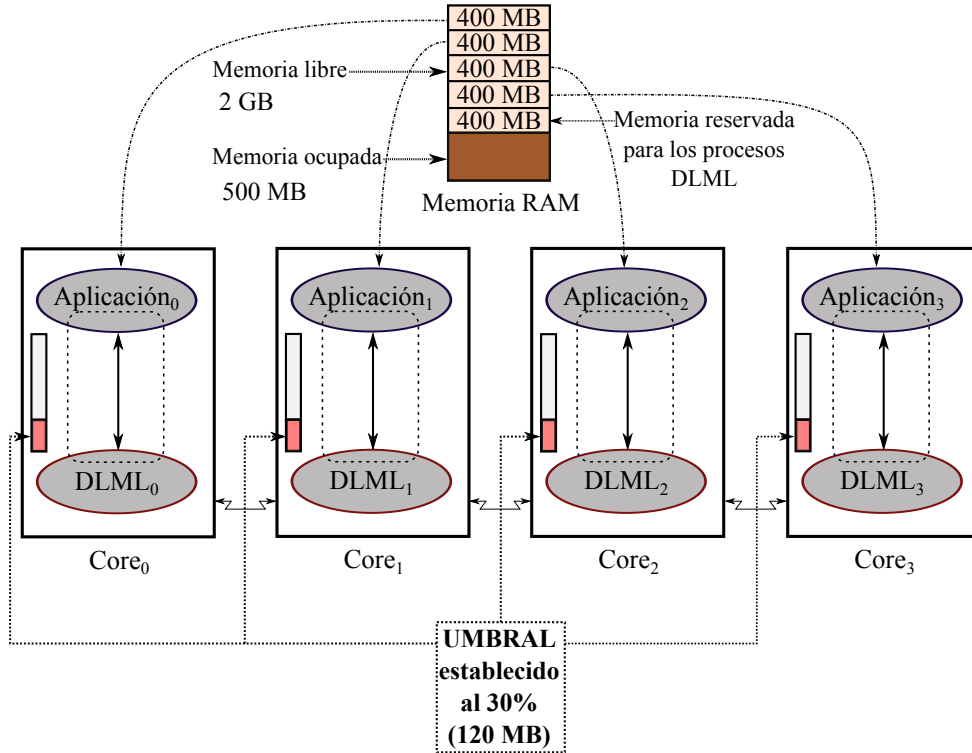 400 MB
400 MB
400 MB
400 MB
400 MB
Memoria libre
2 GB
Memoria reservada
para los procesos
DLML
Memoria ocupada
500 MB
Memoria RAM
Aplicación₀
Aplicación₁
Aplicación₂
Aplicación₃
DLML₀
DLML₁
DLML₂
DLML₃
Core₀
Core₁
Core₂
Core₃
UMBRAL
establecido
al 30%
(120 MB)